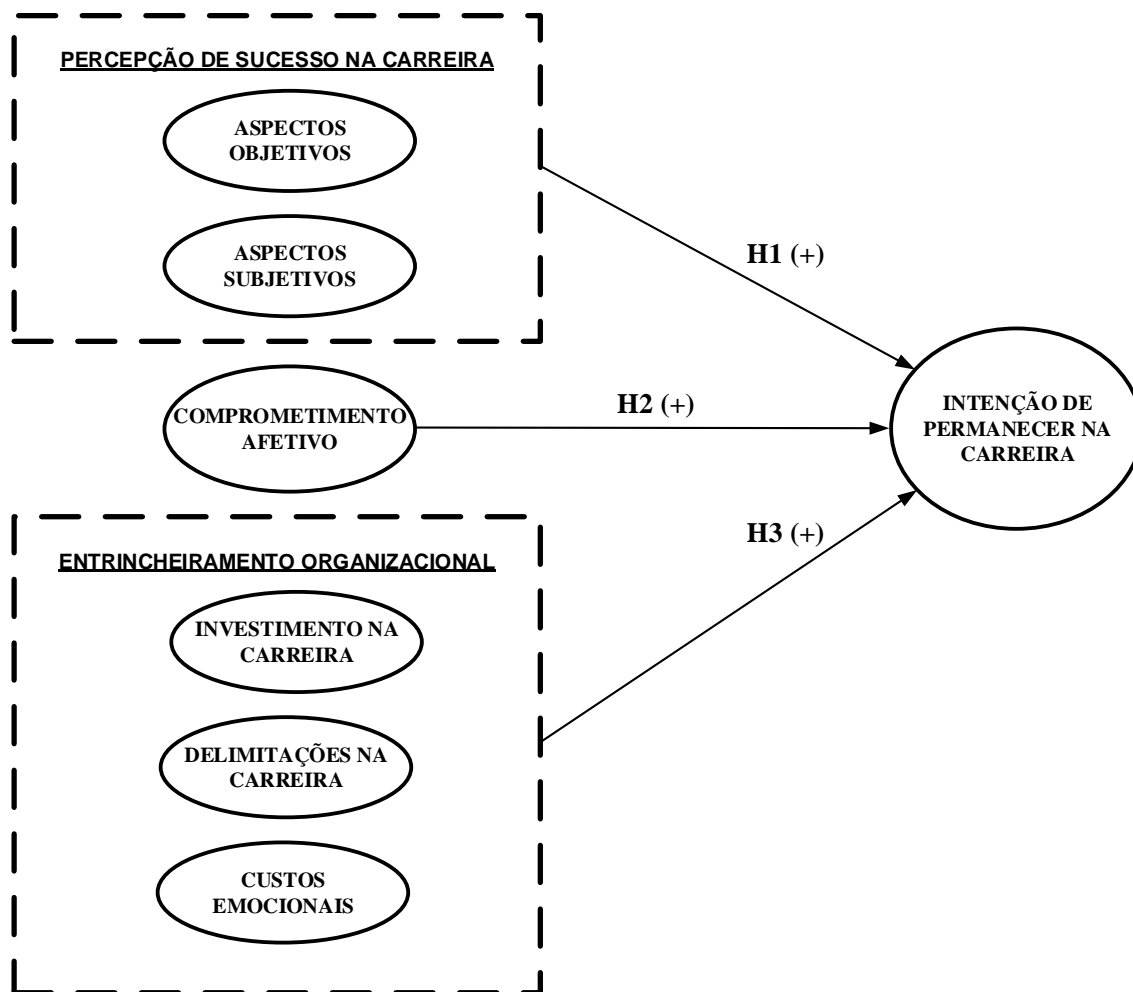 PERCEPÇÃO DE SUCESSO NA CARREIRA
ASPECTOS
OBJETIVOS
ASPECTOS
SUBJETIVOS
H1 (+)
COMPROMETIMENTO
AFETIVO
H2 (+)
INTENÇÃO DE
PERMANECER NA
CARREIRA
H3 (+)
ENTRINCHEIRAMENTO ORGANIZACIONAL
INVESTIMENTO NA
CARREIRA
DELIMITAÇÕES NA
CARREIRA
CUSTOS
EMOCIONAIS